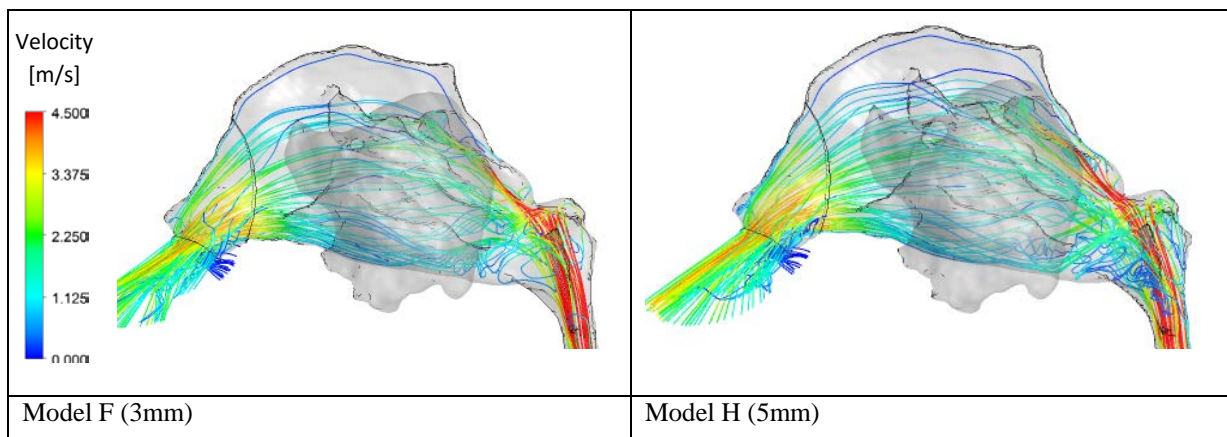 Velocity
[m/s]
4.500
3.375
2.250
1.125
0.000
Model F (3mm)
Model H (5mm)